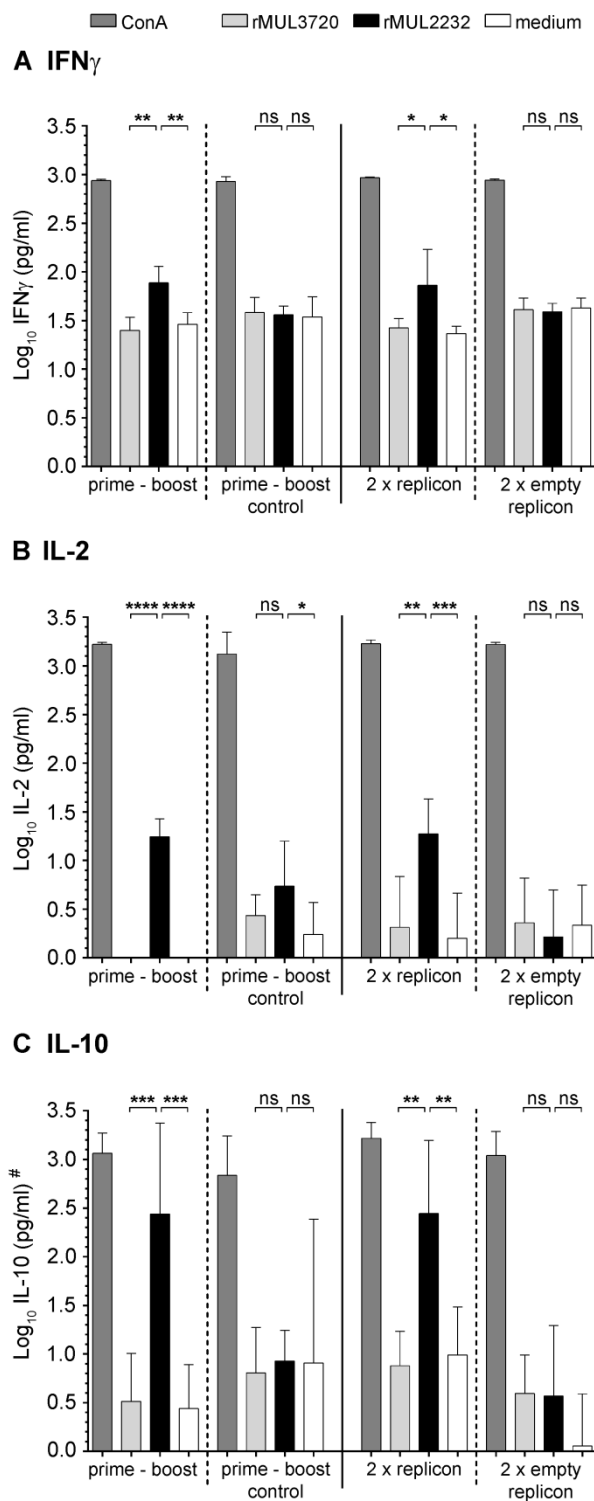 ConA rMUL3720 rMUL2232 medium
A IFNγ
** ** ns ns * * ns ns
3.5
3.0
2.5
2.0
1.5
1.0
0.5
0.0
Log10 IFNγ (pg/ml)
prime - boost prime - boost 2 x replicon 2 x empty
control replicon
B IL-2
**** **** ns * ** *** ns ns
3.5
3.0
2.5
2.0
1.5
1.0
0.5
0.0
Log10 IL-2 (pg/ml)
prime - boost prime - boost 2 x replicon 2 x empty
control replicon
C IL-10
*** *** ns ns ** ** ns ns
3.5
3.0
2.5
2.0
1.5
1.0
0.5
0.0
Log10 IL-10 (pg/ml) #
prime - boost prime - boost 2 x replicon 2 x empty
control replicon